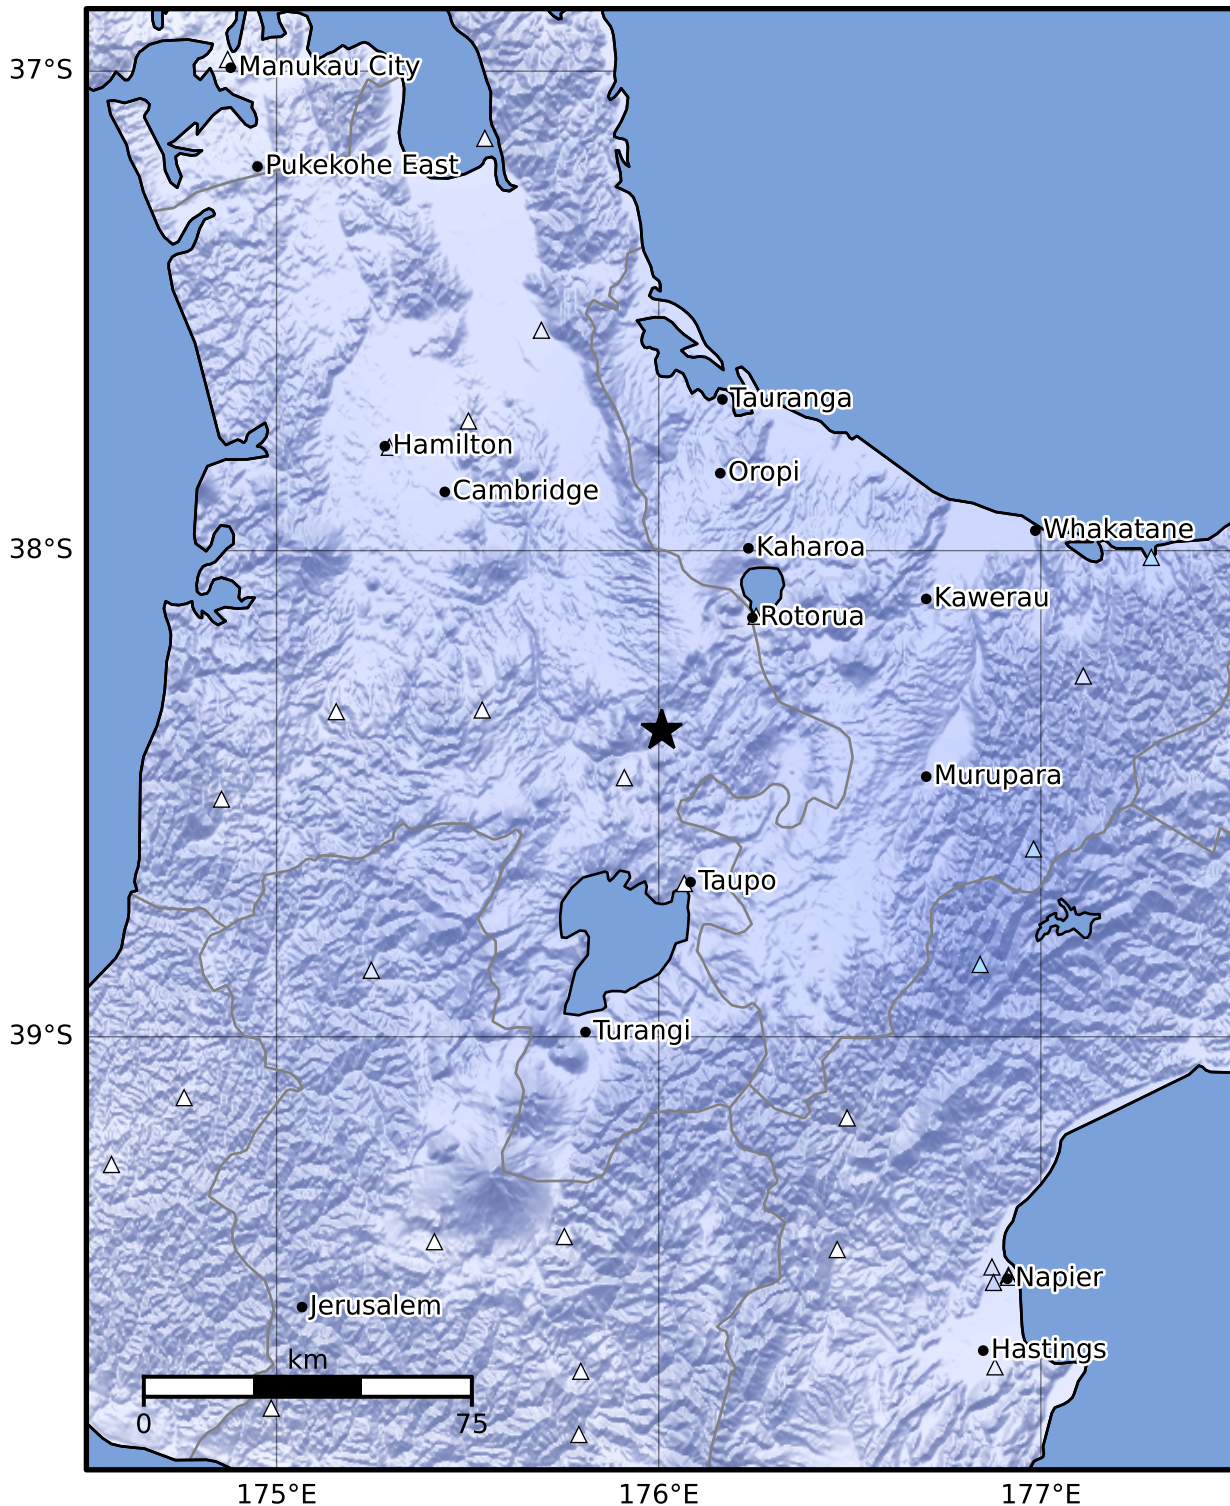 37°S
Manukau City
Pukekohe East
Tauranga
Hamilton
Oropi
Cambridge
Whakatane
38°S
Kaharoa
Kawerau
Rotorua
Murupara
Taupo
Turangi
39°S
Napier
Jerusalem
Hastings
km
0
75
175°E
176°E
177°E